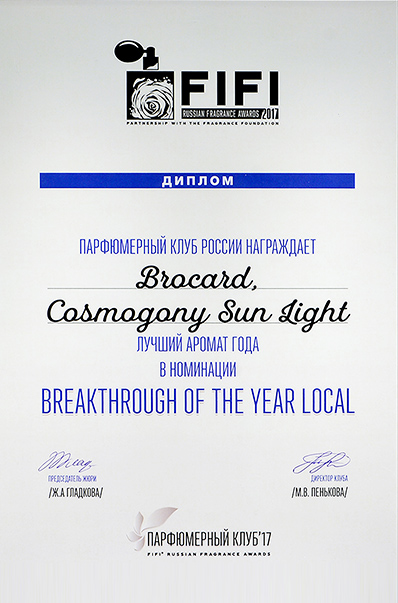 FIFI
RUSSIAN FRAGRANCE AWARDS 2017
PARTNERSHIP WITH THE FRAGRANCE FOUNDATION
ДИПЛОМ
ПАРФЮМЕРНЫЙ КЛУБ РОССИИ НАГРАЖДАЕТ
Brocard,
Cosmogony Sun Light
ЛУЧШИЙ АРОМАТ ГОДА
В НОМИНАЦИИ
BREAKTHROUGH OF THE YEAR LOCAL
ПРЕДСЕДАТЕЛЬ ЖЮРИ
/Ж.А ГЛАДКОВА/
ДИРЕКТОР КЛУБА
/М.В. ПЕНЬКОВА/
ПАРФЮМЕРНЫЙ КЛУБ'17
FIFI® RUSSIAN FRAGRANCE AWARDS